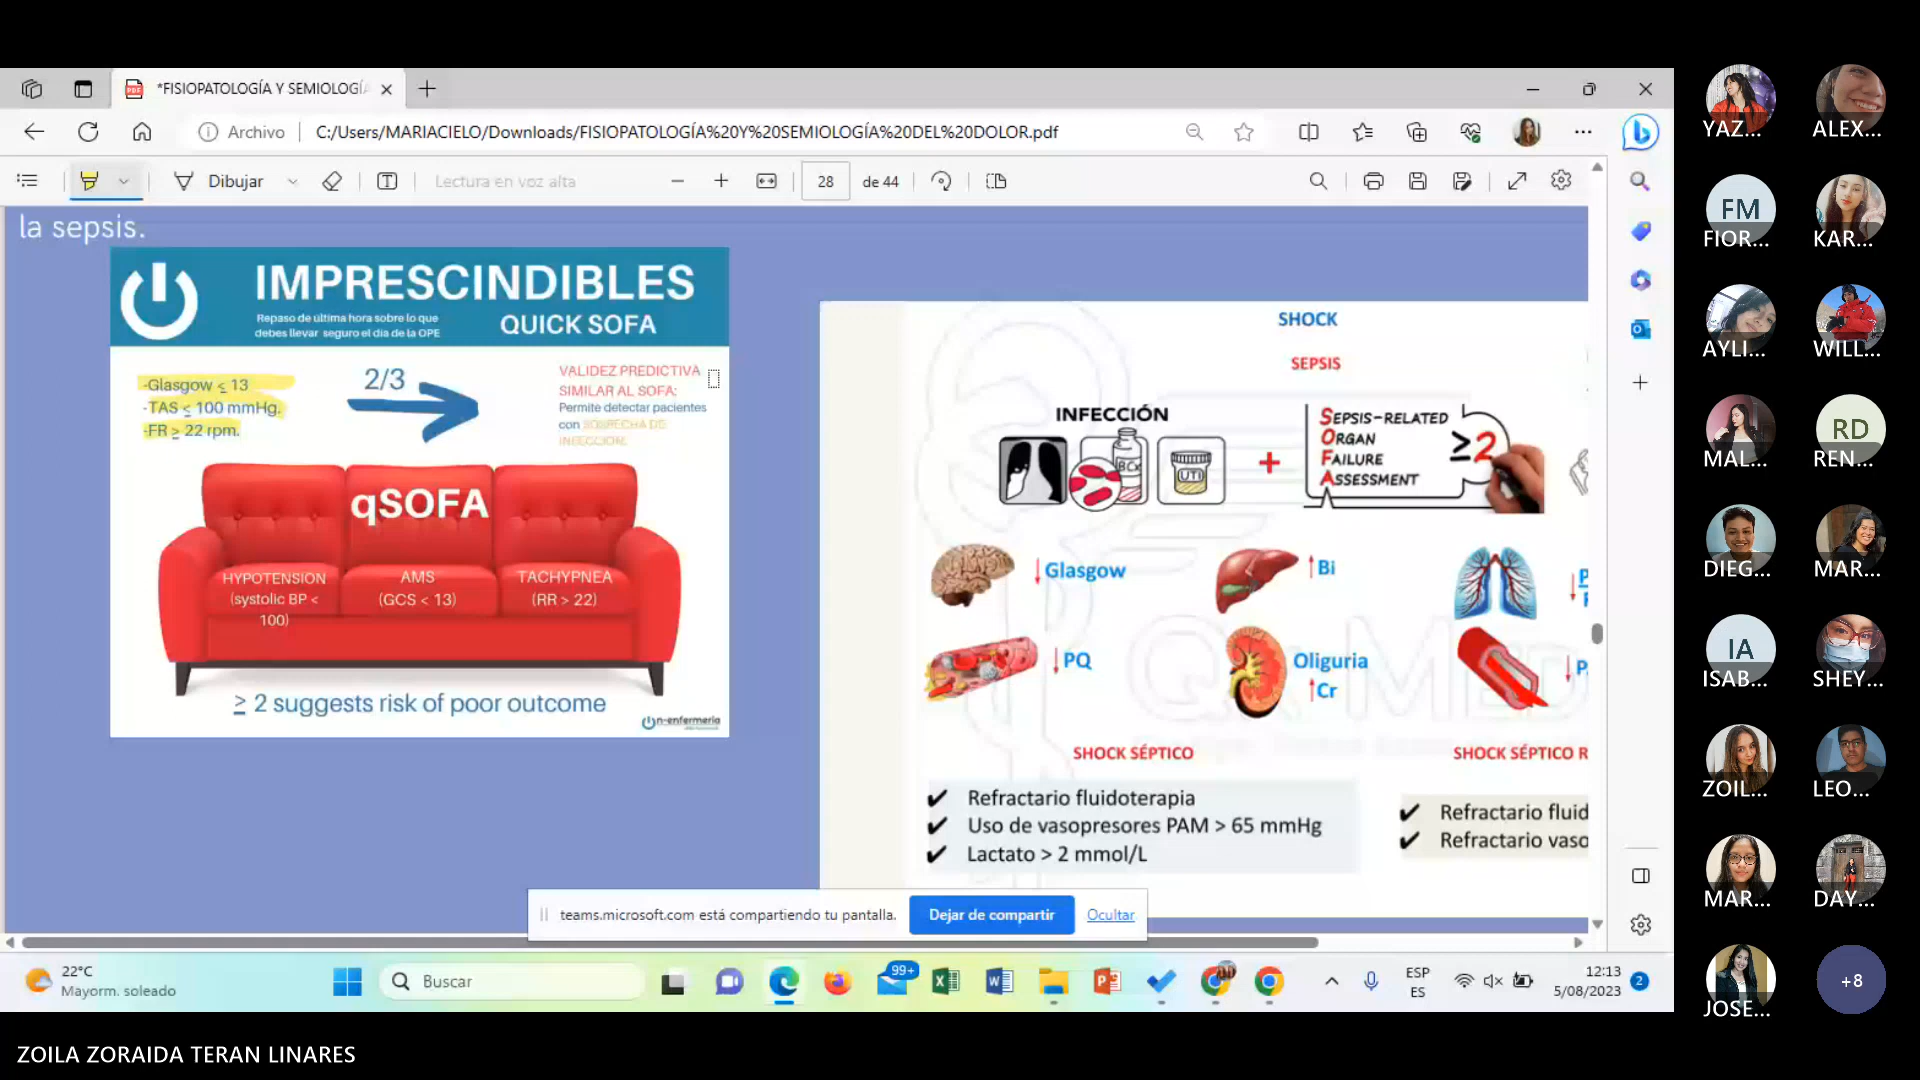 *FISIOPATOLOGÍA Y SEMIOLOGÍA
Archivo
C:/Users/MARIACIELO/Downloads/FISIOPATOLOGÍA%20Y%20SEMIOLOGÍA%20DEL%20DOLOR.pdf
Dibujar
Lectura en voz alta
28
de 44
la sepsis.
IMPRESCINDIBLES
Repaso de última hora sobre lo que
debes llevar seguro el día de la OPE
QUICK SOFA
-Glasgow ≤ 13
-TAS ≤ 100 mmHg.
-FR ≥ 22 rpm.
2/3
VALIDEZ PREDICTIVA
SIMILAR AL SOFA:
Permite detectar pacientes
con SOSPECHA DE
INFECCIÓN.
qSOFA
HYPOTENSION
(systolic BP <
100)
AMS
(GCS < 13)
TACHYPNEA
(RR > 22)
≥ 2 suggests risk of poor outcome
n-enfermería
SHOCK
SEPSIS
INFECCIÓN
BCx
UTI
+
SEPSIS-RELATED
ORGAN
FAILURE
ASSESSMENT
≥2
↓ Glasgow
↑ Bi
↓ PQ
Oliguria
↑ Cr
SHOCK SÉPTICO
✔ Refractario fluidoterapia
✔ Uso de vasopresores PAM > 65 mmHg
✔ Lactato > 2 mmol/L
SHOCK SÉPTICO R
✔ Refractario fluid
✔ Refractario vaso
teams.microsoft.com está compartiendo tu pantalla.
Dejar de compartir
Ocultar
22°C
Mayorm. soleado
Buscar
99+
ESP
ES
12:13
5/08/2023
2
YAZ...
ALEX...
FM
FIOR...
KAR...
AYLI...
WILL...
MAL...
RD
REN...
DIEG...
MAR...
IA
ISAB...
SHEY...
ZOIL...
LEO...
MAR...
DAY...
JOSE...
+8
ZOILA ZORAIDA TERAN LINARES